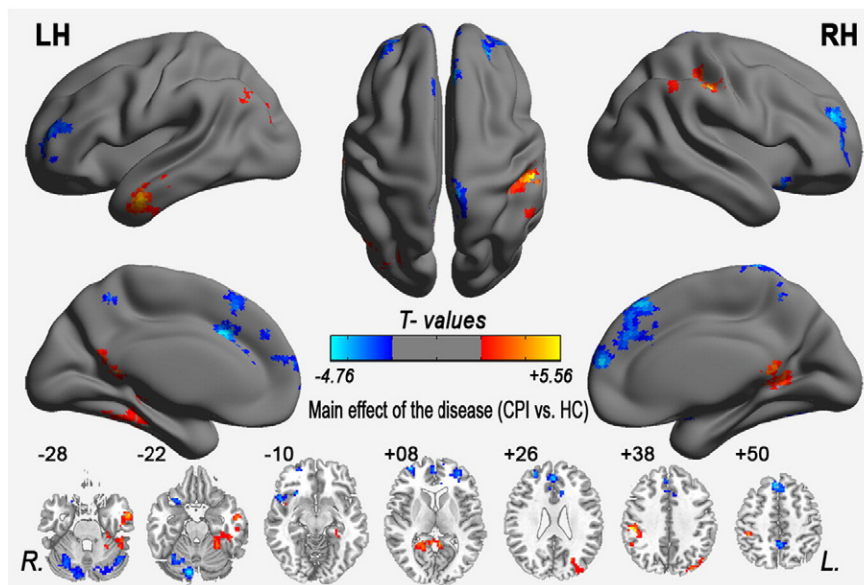 LH
RH
T- values
-4.76
+5.56
Main effect of the disease (CPI vs. HC)
-28
-22
-10
+08
+26
+38
+50
R.
L.